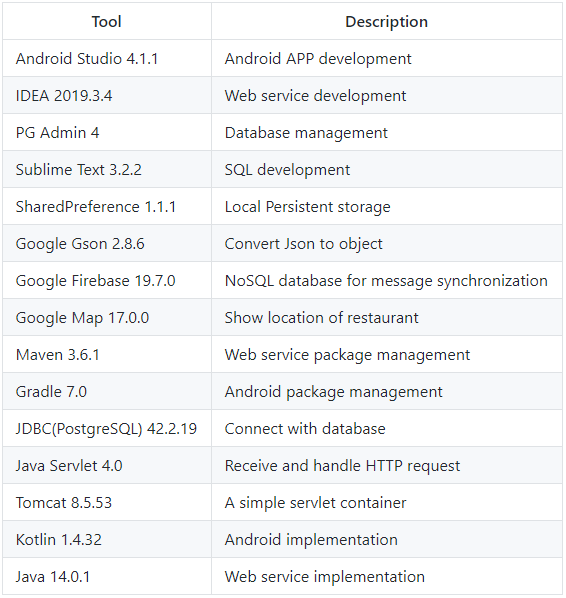 Tool Description
Android Studio 4.1.1 Android APP development
IDEA 2019.3.4 Web service development
PG Admin 4 Database management
Sublime Text 3.2.2 SQL development
SharedPreference 1.1.1 Local Persistent storage
Google Gson 2.8.6 Convert Json to object
Google Firebase 19.7.0 NoSQL database for message synchronization
Google Map 17.0.0 Show location of restaurant
Maven 3.6.1 Web service package management
Gradle 7.0 Android package management
JDBC(PostgreSQL) 42.2.19 Connect with database
Java Servlet 4.0 Receive and handle HTTP request
Tomcat 8.5.53 A simple servlet container
Kotlin 1.4.32 Android implementation
Java 14.0.1 Web service implementation